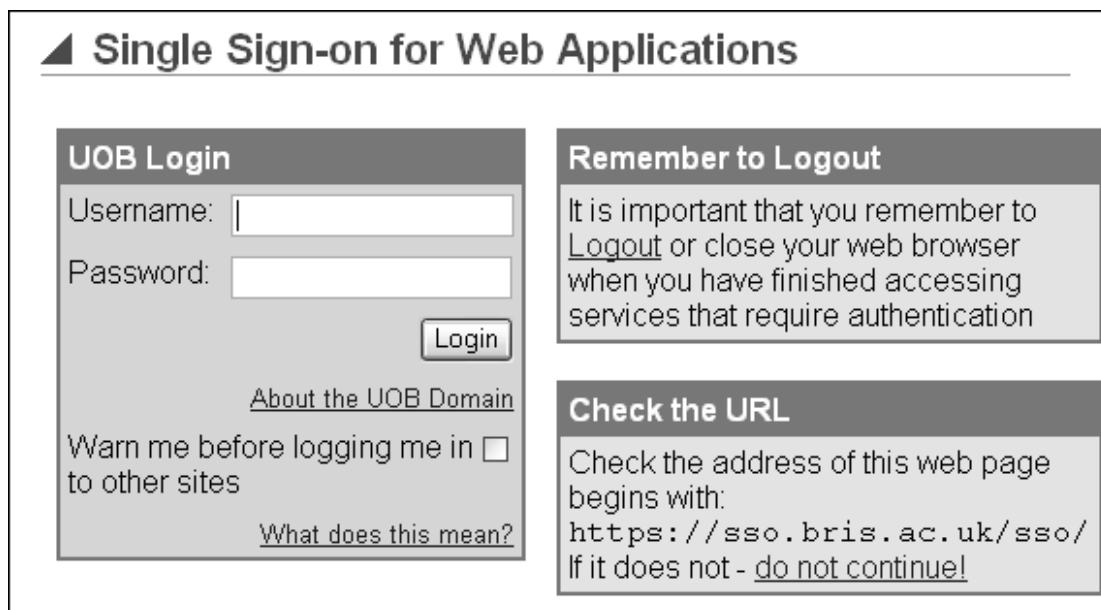 Single Sign-on for Web Applications
UOB Login
Username:
Password:
Login
About the UOB Domain
Warn me before logging me in
to other sites
What does this mean?
Remember to Logout
It is important that you remember to
Logout or close your web browser
when you have finished accessing
services that require authentication
Check the URL
Check the address of this web page
begins with:
https://sso.bris.ac.uk/sso/
If it does not - do not continue!